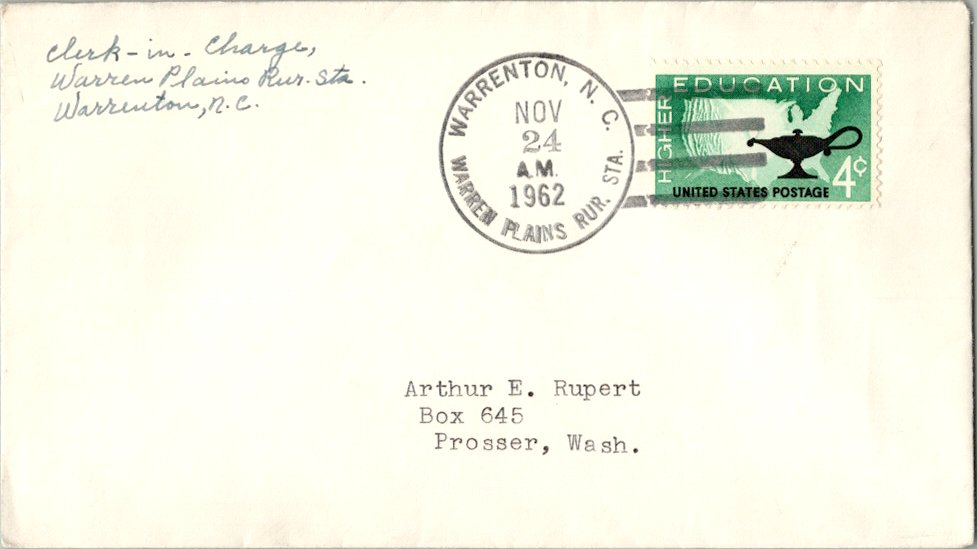 Clerk-in-Charge,
Warren Plains Rur. Sta.
Warrenton, N.C.
WARRENTON, N. C.
NOV
24
A.M.
1962
WARREN PLAINS RUR. STA.
HIGHER EDUCATION
4¢
UNITED STATES POSTAGE
Arthur E. Rupert
Box 645
Prosser, Wash.